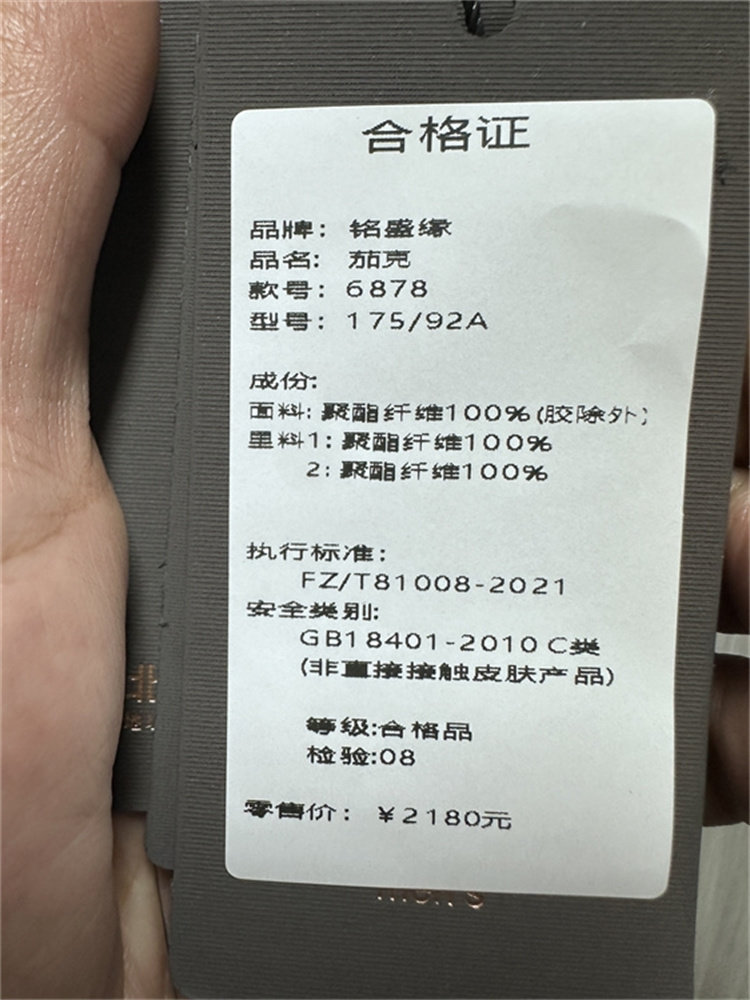 合格证
品牌：铭盛缘
品名：茄克
款号：6878
型号：175/92A
成份:
面料: 聚酯纤维100%(胶除外)
里料1: 聚酯纤维100%
2: 聚酯纤维100%
执行标准:
FZ/T81008-2021
安全类别:
GB18401-2010 C类
(非直接接触皮肤产品)
等级:合格品
检验:08
零售价：￥2180元